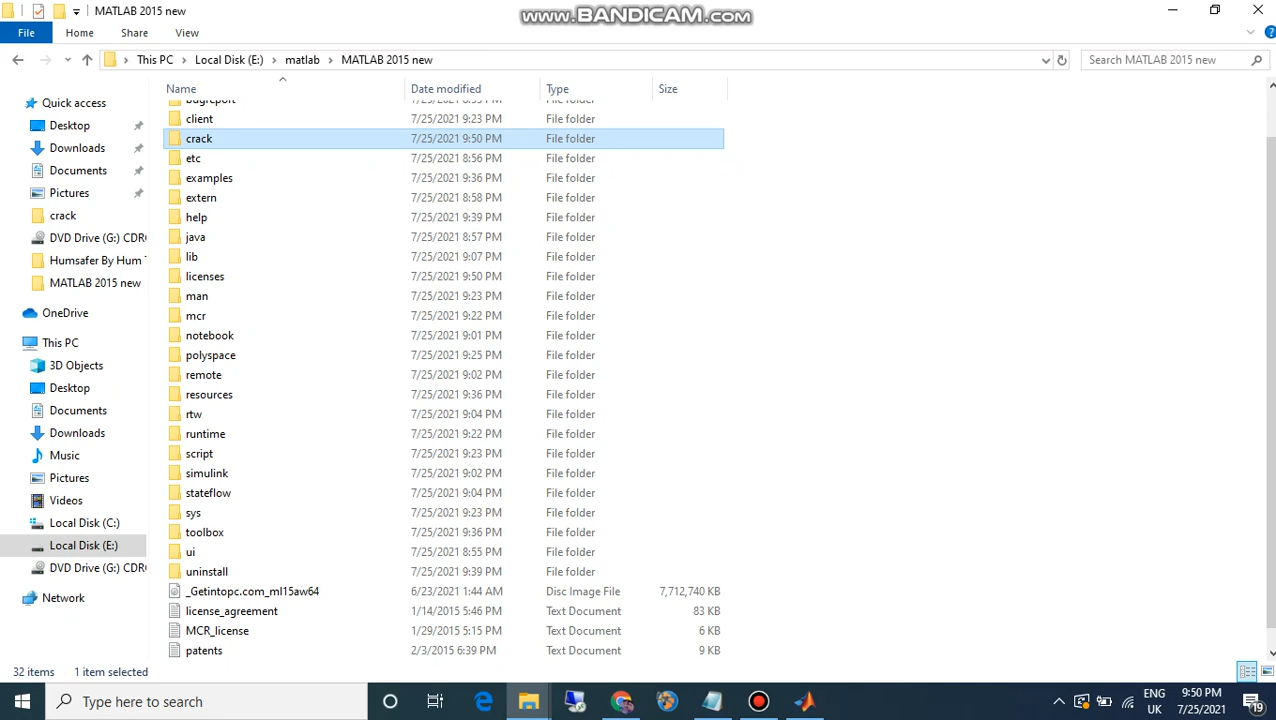 MATLAB 2015 new
www.BANDICAM.com
File Home Share View
This PC Local Disk (E:) matlab MATLAB 2015 new Search MATLAB 2015 new
Name Date modified Type Size
Quick access
Desktop
Downloads
Documents
Pictures
crack
DVD Drive (G:) CDR
Humsafer By Hum T
MATLAB 2015 new
OneDrive
This PC
3D Objects
Desktop
Documents
Downloads
Music
Pictures
Videos
Local Disk (C:)
Local Disk (E:)
DVD Drive (G:) CDR
Network
bugreport 7/25/2021 8:55 PM File folder
client 7/25/2021 9:23 PM File folder
crack 7/25/2021 9:50 PM File folder
etc 7/25/2021 8:56 PM File folder
examples 7/25/2021 9:36 PM File folder
extern 7/25/2021 8:58 PM File folder
help 7/25/2021 9:39 PM File folder
java 7/25/2021 8:57 PM File folder
lib 7/25/2021 9:07 PM File folder
licenses 7/25/2021 9:50 PM File folder
man 7/25/2021 9:23 PM File folder
mcr 7/25/2021 9:22 PM File folder
notebook 7/25/2021 9:01 PM File folder
polyspace 7/25/2021 9:25 PM File folder
remote 7/25/2021 9:02 PM File folder
resources 7/25/2021 9:36 PM File folder
rtw 7/25/2021 9:04 PM File folder
runtime 7/25/2021 9:22 PM File folder
script 7/25/2021 9:23 PM File folder
simulink 7/25/2021 9:02 PM File folder
stateflow 7/25/2021 9:04 PM File folder
sys 7/25/2021 9:23 PM File folder
toolbox 7/25/2021 9:36 PM File folder
ui 7/25/2021 8:55 PM File folder
uninstall 7/25/2021 9:39 PM File folder
_Getintopc.com_ml15aw64 6/23/2021 1:44 AM Disc Image File 7,712,740 KB
license_agreement 1/14/2015 5:46 PM Text Document 83 KB
MCR_license 1/29/2015 5:15 PM Text Document 6 KB
patents 2/3/2015 6:39 PM Text Document 9 KB
32 items 1 item selected
Type here to search
ENG 9:50 PM
UK 7/25/2021 19